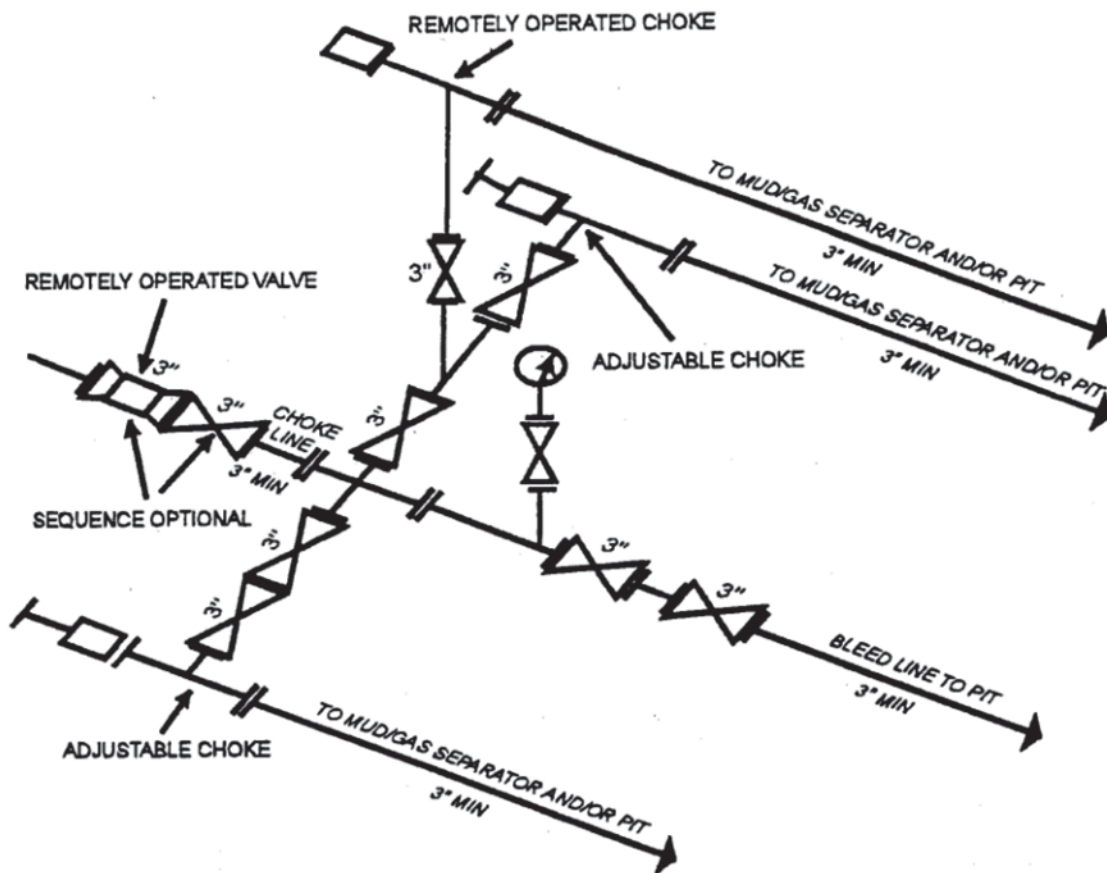 REMOTELY OPERATED CHOKE
TO MUD/GAS SEPARATOR AND/OR PIT
3" MIN
TO MUD/GAS SEPARATOR AND/OR PIT
3" MIN
3"
3"
REMOTELY OPERATED VALVE
ADJUSTABLE CHOKE
3"
3"
CHOKE
LINE
3" MIN
3"
SEQUENCE OPTIONAL
3"
3"
3"
3"
BLEED LINE TO PIT
3" MIN
ADJUSTABLE CHOKE
TO MUD/GAS SEPARATOR AND/OR PIT
3" MIN